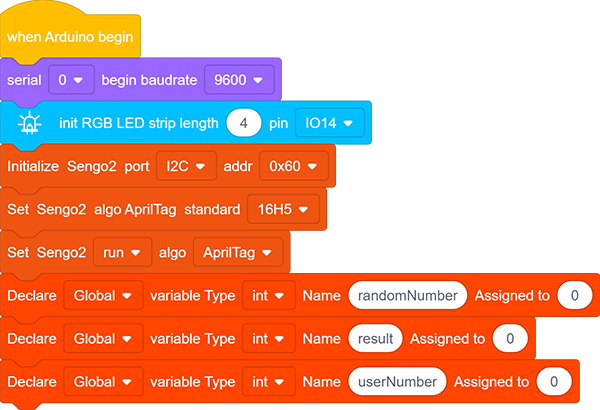 when Arduino begin
serial 0 begin baudrate 9600
init RGB LED strip length 4 pin IO14
Initialize Sengo2 port I2C addr 0x60
Set Sengo2 algo AprilTag standard 16H5
Set Sengo2 run algo AprilTag
Declare Global variable Type int Name randomNumber Assigned to 0
Declare Global variable Type int Name result Assigned to 0
Declare Global variable Type int Name userNumber Assigned to 0